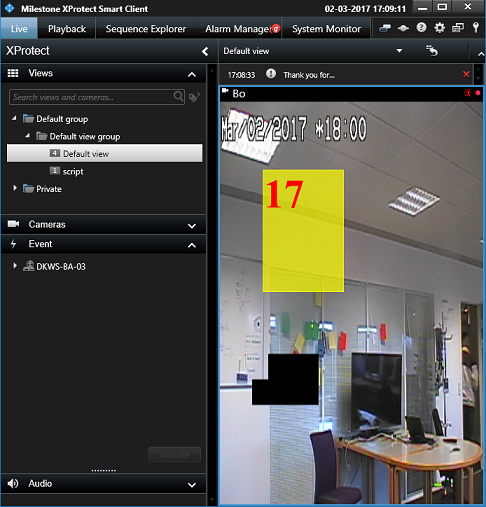 Milestone XProtect Smart Client
02-03-2017 17:09:11
Live
Playback
Sequence Explorer
Alarm Manager
System Monitor
XProtect
Default view
Views
17:08:33
Thank you for...
Search views and cameras...
Bo
Default group
Mar/02/2017 *18:00
Default view group
4
Default view
1
script
Private
17
Cameras
Event
DKWS-BA-03
Activate
Audio